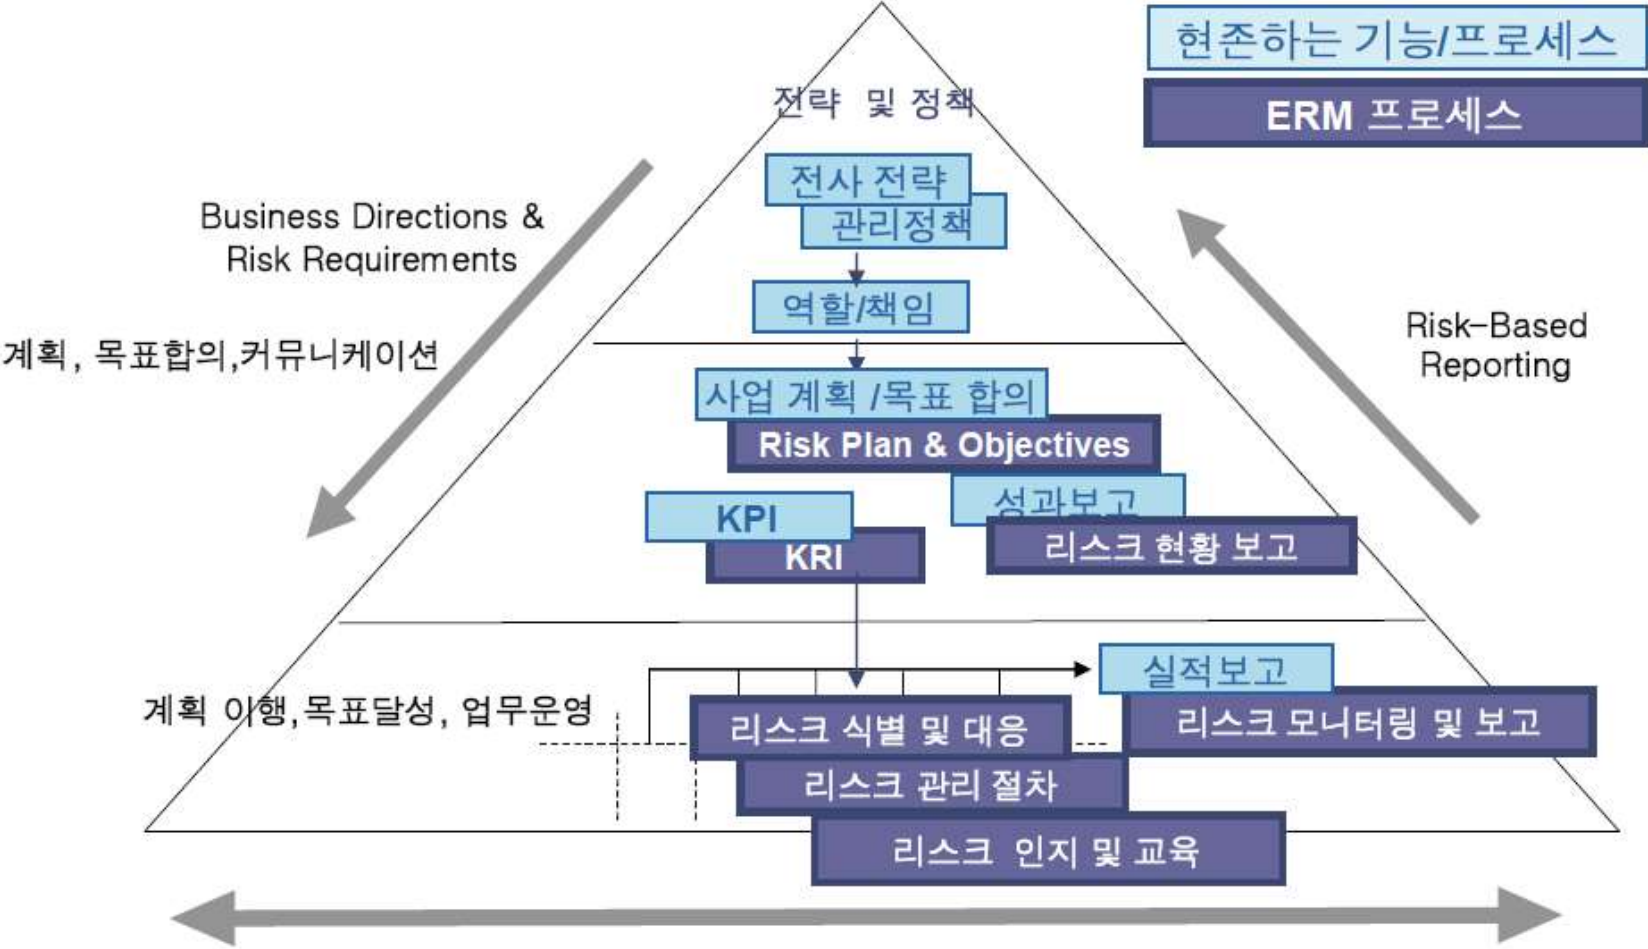 현존하는 기능/프로세스
ERM 프로세스
전략 및 정책
전사 전략
관리정책
Business Directions &
Risk Requirements
역할/책임
계획, 목표합의,커뮤니케이션
Risk-Based
Reporting
사업 계획 /목표 합의
Risk Plan & Objectives
KPI
성과보고
KRI
리스크 현황 보고
실적보고
계획 이행,목표달성, 업무운영
리스크 식별 및 대응
리스크 모니터링 및 보고
리스크 관리 절차
리스크 인지 및 교육